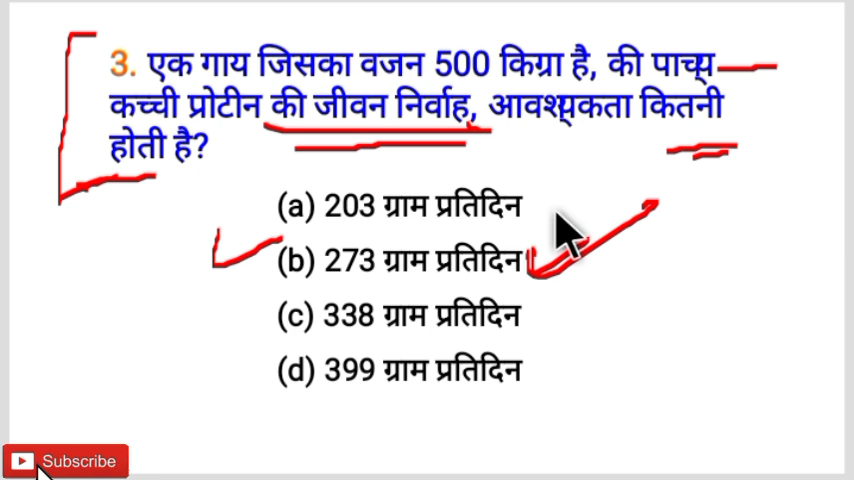 3. एक गाय जिसका वजन 500 किग्रा है, की पाच्य
कच्ची प्रोटीन की जीवन निर्वाह, आवश्यकता कितनी
होती है?
(a) 203 ग्राम प्रतिदिन
(b) 273 ग्राम प्रतिदिन
(c) 338 ग्राम प्रतिदिन
(d) 399 ग्राम प्रतिदिन
Subscribe